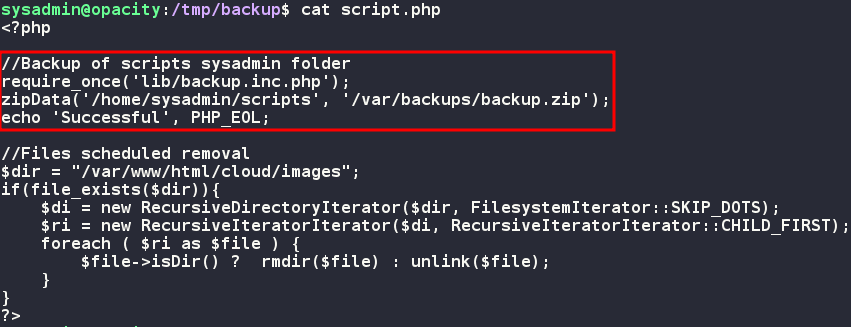 sysadmin@opacity:/tmp/backup$ cat script.php
<?php
//Backup of scripts sysadmin folder
require_once('lib/backup.inc.php');
zipData('/home/sysadmin/scripts', '/var/backups/backup.zip');
echo 'Successful', PHP_EOL;
//Files scheduled removal
$dir = "/var/www/html/cloud/images";
if(file_exists($dir)){
    $di = new RecursiveDirectoryIterator($dir, FilesystemIterator::SKIP_DOTS);
    $ri = new RecursiveIteratorIterator($di, RecursiveIteratorIterator::CHILD_FIRST);
    foreach ( $ri as $file ) {
        $file->isDir() ?  rmdir($file) : unlink($file);
    }
}
?>